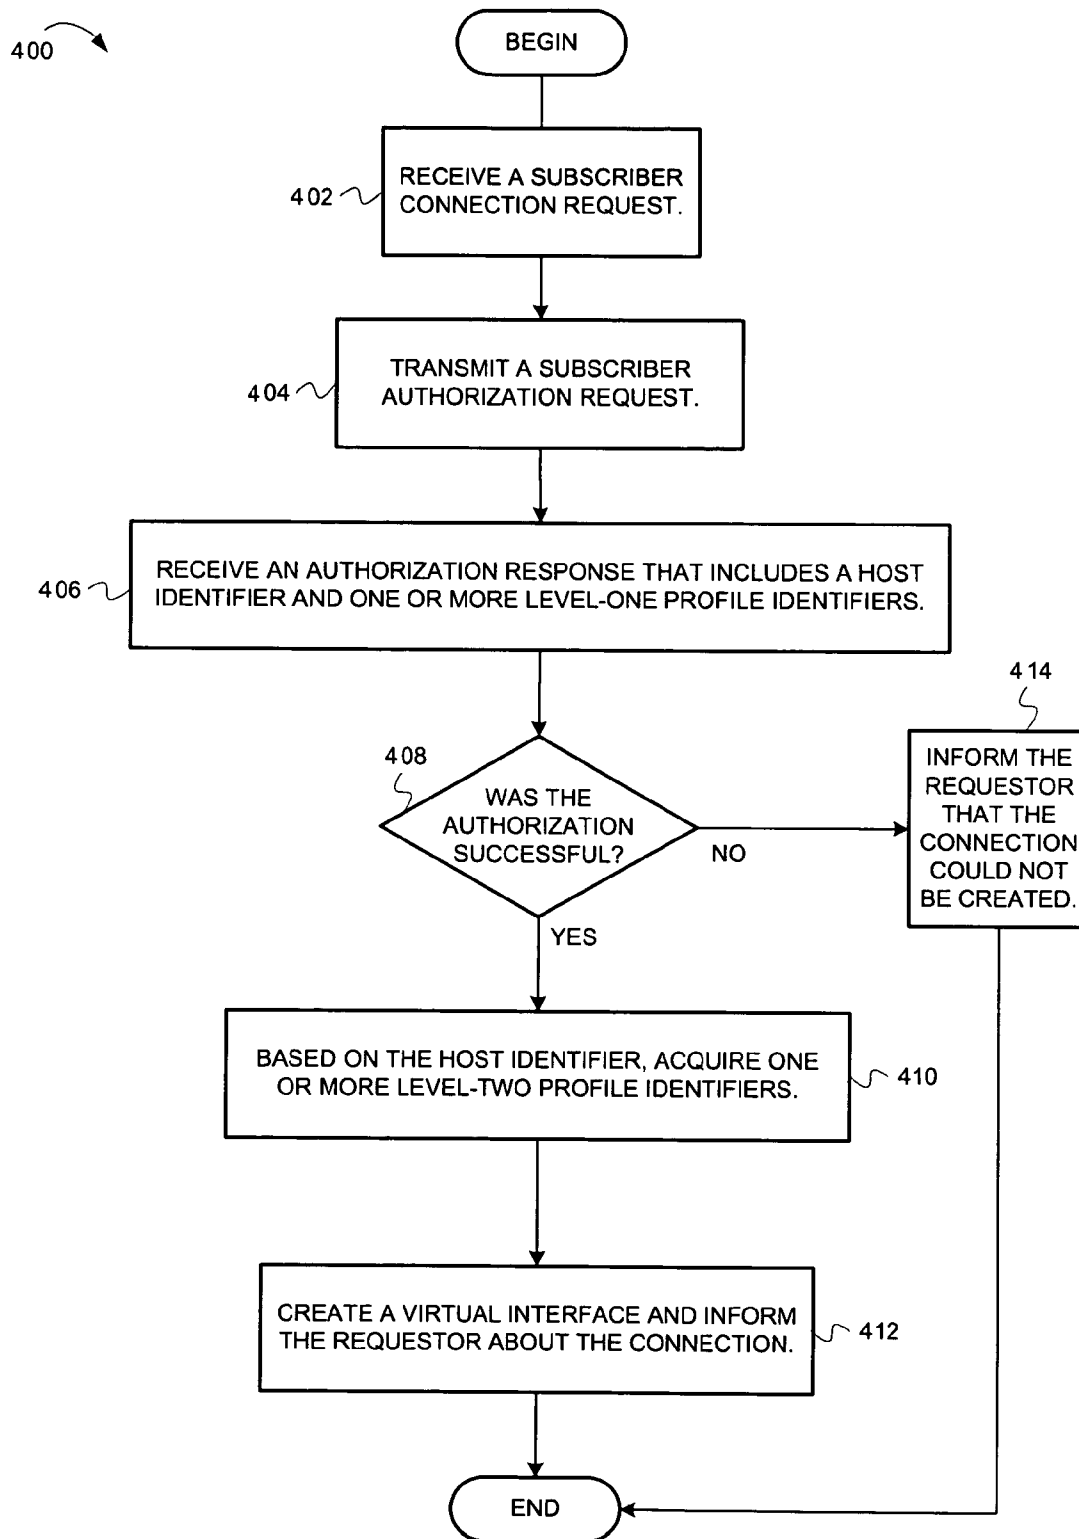 400
BEGIN
402
RECEIVE A SUBSCRIBER
CONNECTION REQUEST.
404
TRANSMIT A SUBSCRIBER
AUTHORIZATION REQUEST.
406
RECEIVE AN AUTHORIZATION RESPONSE THAT INCLUDES A HOST
IDENTIFIER AND ONE OR MORE LEVEL-ONE PROFILE IDENTIFIERS.
408
WAS THE
AUTHORIZATION
SUCCESSFUL?
NO
414
INFORM THE
REQUESTOR
THAT THE
CONNECTION
COULD NOT
BE CREATED.
YES
BASED ON THE HOST IDENTIFIER, ACQUIRE ONE
OR MORE LEVEL-TWO PROFILE IDENTIFIERS.
410
CREATE A VIRTUAL INTERFACE AND INFORM
THE REQUESTOR ABOUT THE CONNECTION.
412
END